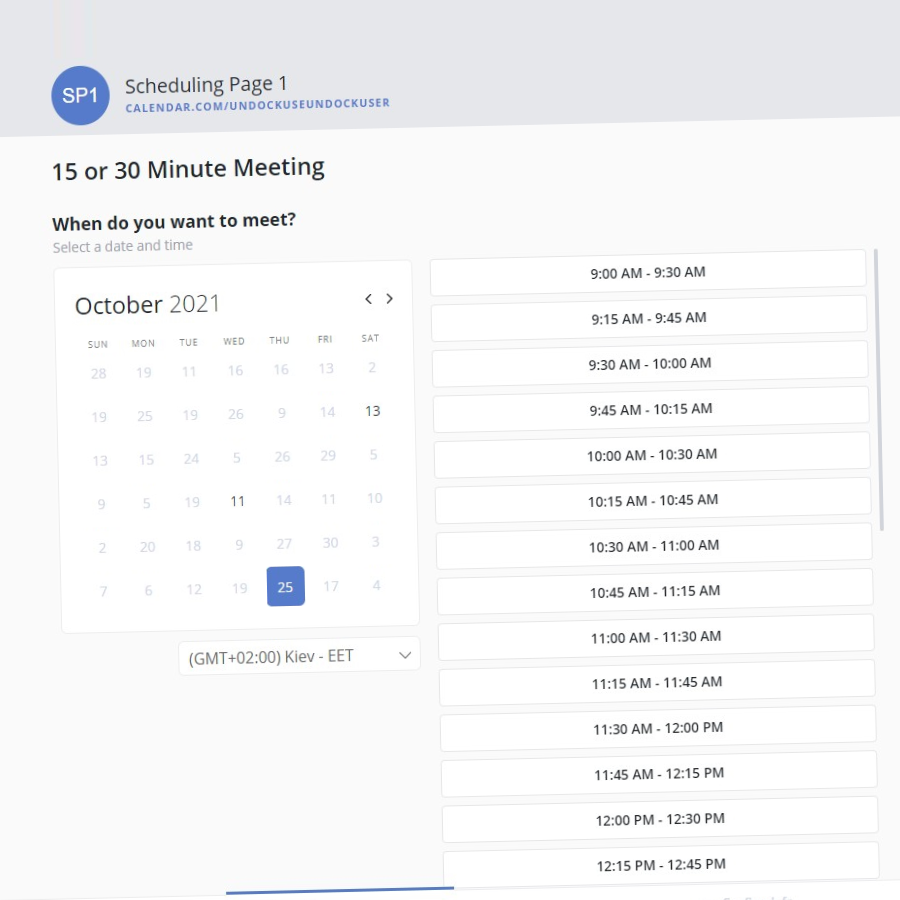 SP1
Scheduling Page 1
CALENDAR.COM/UNDOCKUSEUNDOCKUSER
15 or 30 Minute Meeting
When do you want to meet?
Select a date and time
October 2021
SUN MON TUE WED THU FRI SAT
28 19 11 16 16 13 2
19 25 19 26 9 14 13
13 15 24 5 26 29 5
9 5 19 11 14 11 10
2 20 18 9 27 30 3
7 6 12 19 25 17 4
(GMT+02:00) Kiev - EET
9:00 AM - 9:30 AM
9:15 AM - 9:45 AM
9:30 AM - 10:00 AM
9:45 AM - 10:15 AM
10:00 AM - 10:30 AM
10:15 AM - 10:45 AM
10:30 AM - 11:00 AM
10:45 AM - 11:15 AM
11:00 AM - 11:30 AM
11:15 AM - 11:45 AM
11:30 AM - 12:00 PM
11:45 AM - 12:15 PM
12:00 PM - 12:30 PM
12:15 PM - 12:45 PM